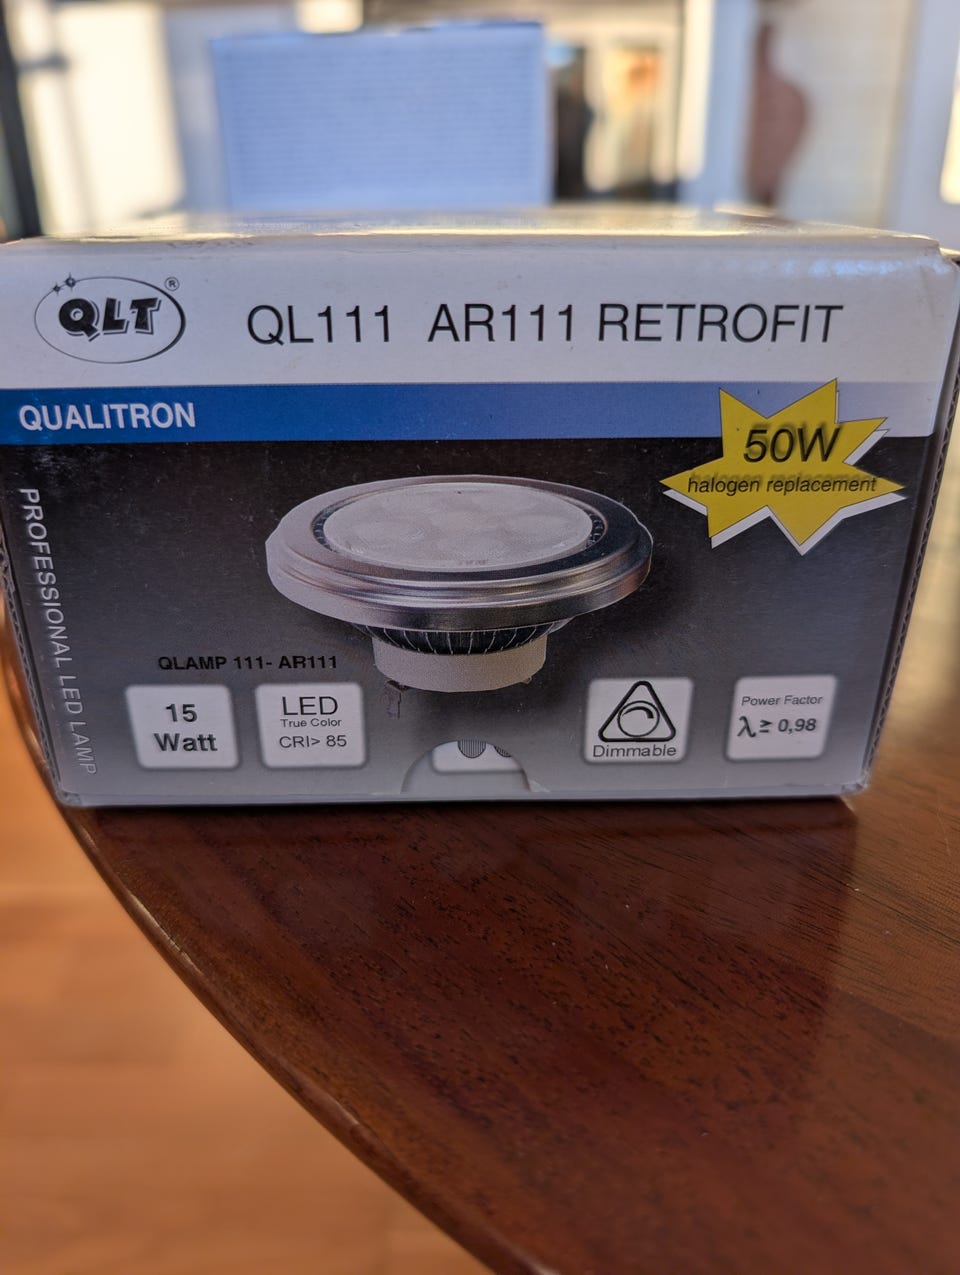 QLT®
QL111 AR111 RETROFIT
QUALITRON
50W
halogen replacement
PROFESSIONAL LED LAMP
QLAMP 111- AR111
15
Watt
LED
True Color
CRI> 85
Dimmable
Power Factor
λ ≥ 0,98